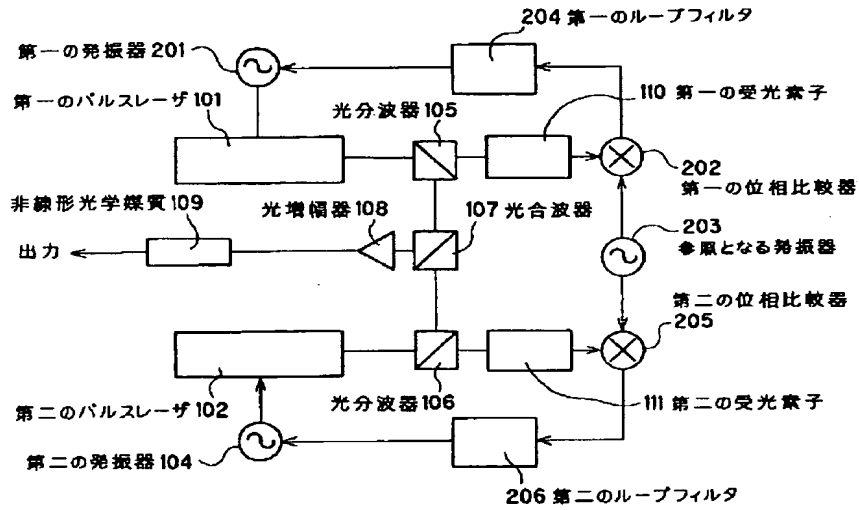 204 第一のループフィルタ
第一の発振器 201
第一のパルスレーザ 101
光分波器 105
110 第一の受光素子
202
第一の位相比較器
非線形光学媒質 109
光増幅器 108
107 光合波器
203
参照となる発振器
出力
第二の位相比較器
205
第二のパルスレーザ 102
光分波器 106
111 第二の受光素子
第二の発振器 104
206 第二のループフィルタ